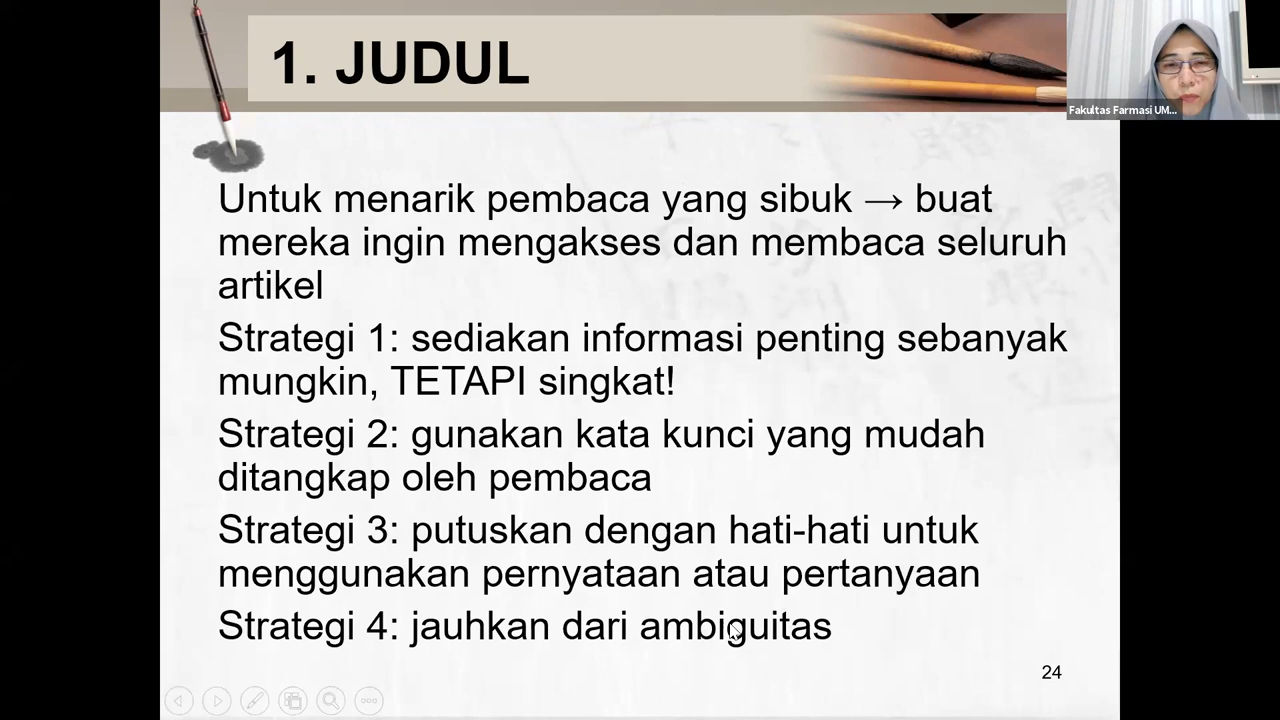 1. JUDUL
Fakultas Farmasi UM...
Untuk menarik pembaca yang sibuk → buat
mereka ingin mengakses dan membaca seluruh
artikel
Strategi 1: sediakan informasi penting sebanyak
mungkin, TETAPI singkat!
Strategi 2: gunakan kata kunci yang mudah
ditangkap oleh pembaca
Strategi 3: putuskan dengan hati-hati untuk
menggunakan pernyataan atau pertanyaan
Strategi 4: jauhkan dari ambiguitas
24